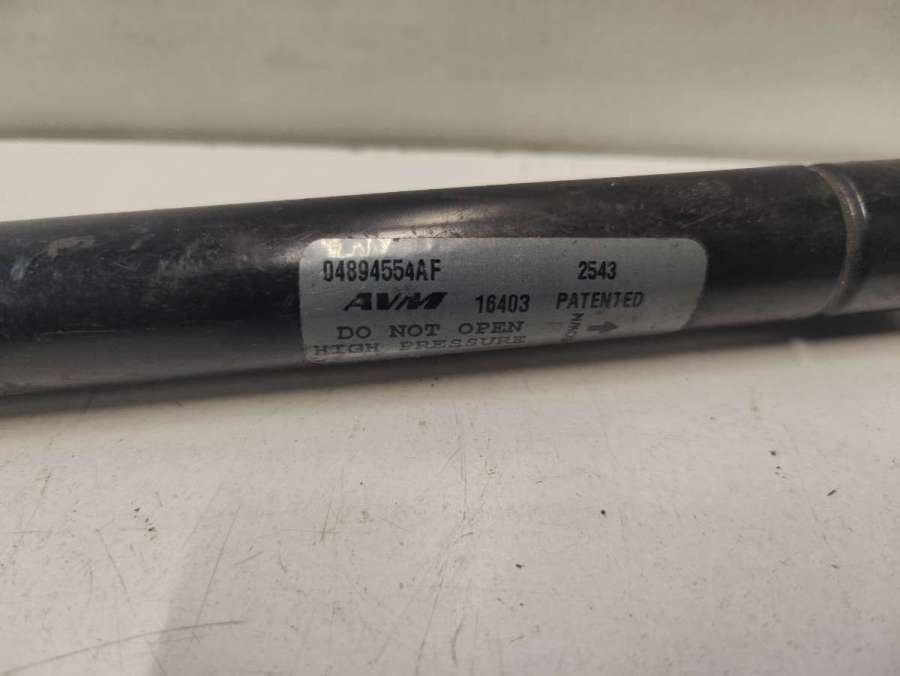 04894554AF 2543
AVM 16403 PATENTED
DO NOT OPEN
HIGH PRESSURE